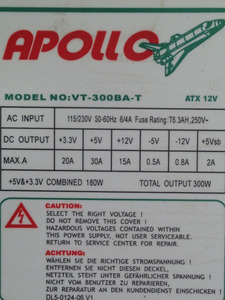 APOLLO
MODEL NO:VT-300BA-T ATX 12V
AC INPUT 115/230V 50-60Hz 6/4A Fuse Rating:T6.3AH,250V~
DC OUTPUT +3.3V +5V +12V -5V -12V +5Vsb
MAX.A 20A 30A 15A 0.5A 0.8A 2A
+5V&+3.3V COMBINED 180W TOTAL OUTPUT 300W
CAUTION:
SELECT THE RIGHT VOLTAGE !
DO NOT REMOVE THIS COVER !
HAZARDOUS VOLTAGES CONTAINED WITHIN
THIS POWER SUPPLY, NOT USER SERVICEABLE.
RETURN TO SERVICE CENTER FOR REPAIR.
ACHTUNG:
WÄHLEN SIE DIE RICHTIGE STROMSPANNUNG !
ENTFERNEN SIE NICHT DIESEN DECKEL,
NETZTEIL STEHT UNTER GEFÄHRLICHER SPANNUNG !
NICHT VOM BENUTZER ZU REPARIEREN,
ZUR REPARATUR AN DEN KUNDENDIENST EINSCHICKEN !
DL5-0124-06 V1